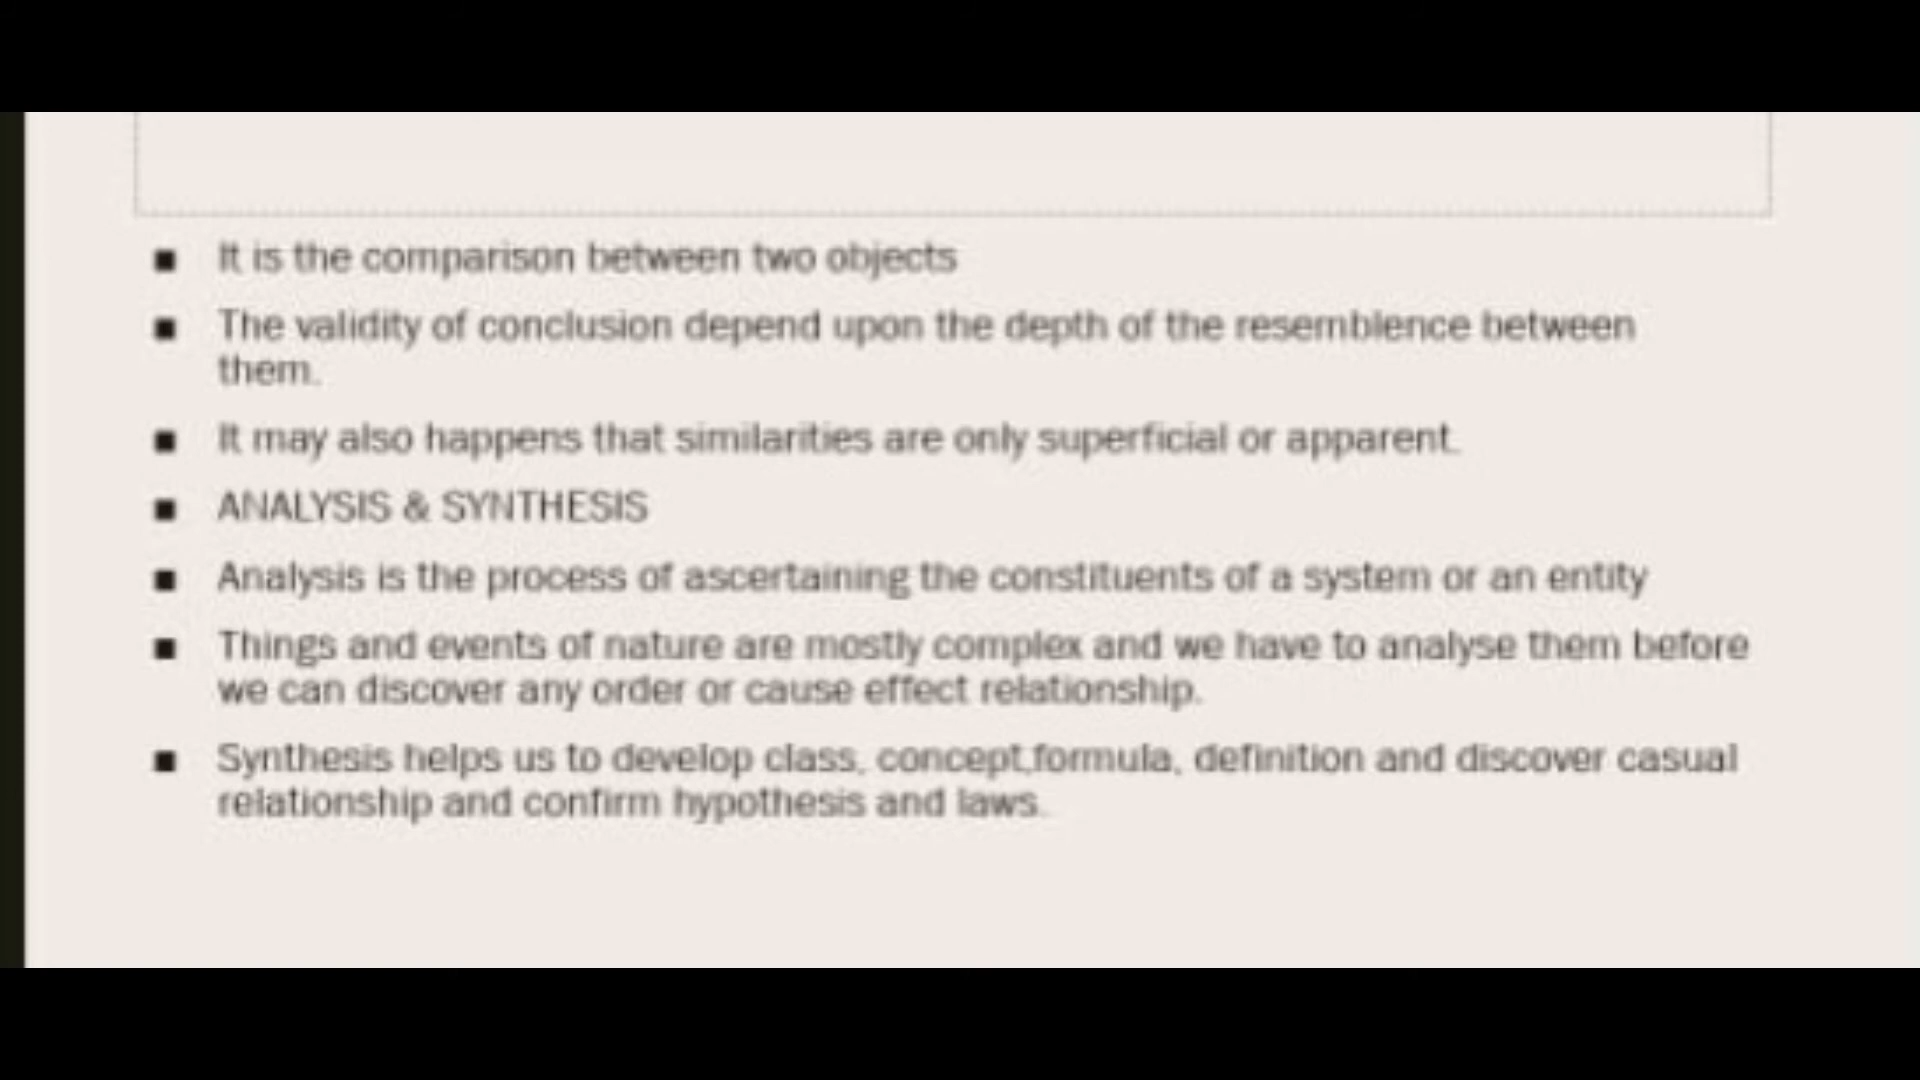 ■ It is the comparison between two objects
■ The validity of conclusion depend upon the depth of the resemblence between
them.
■ It may also happens that similarities are only superficial or apparent.
■ ANALYSIS & SYNTHESIS
■ Analysis is the process of ascertaining the constituents of a system or an entity
■ Things and events of nature are mostly complex and we have to analyse them before
we can discover any order or cause effect relationship.
■ Synthesis helps us to develop class, concept,formula, definition and discover casual
relationship and confirm hypothesis and laws.